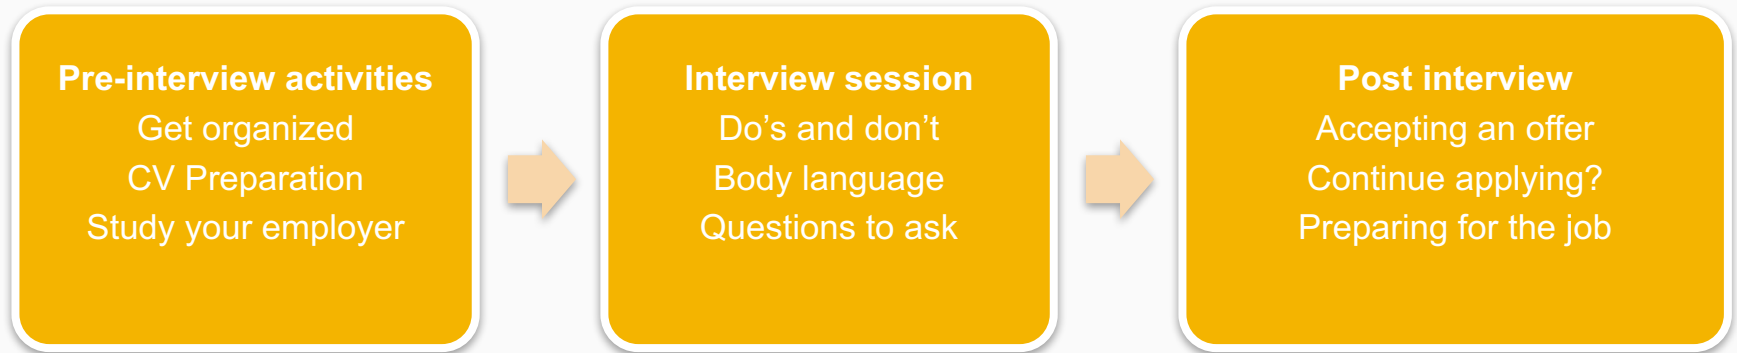 Pre-interview activities
Get organized
CV Preparation
Study your employer
Interview session
Do’s and don’t
Body language
Questions to ask
Post interview
Accepting an offer
Continue applying?
Preparing for the job